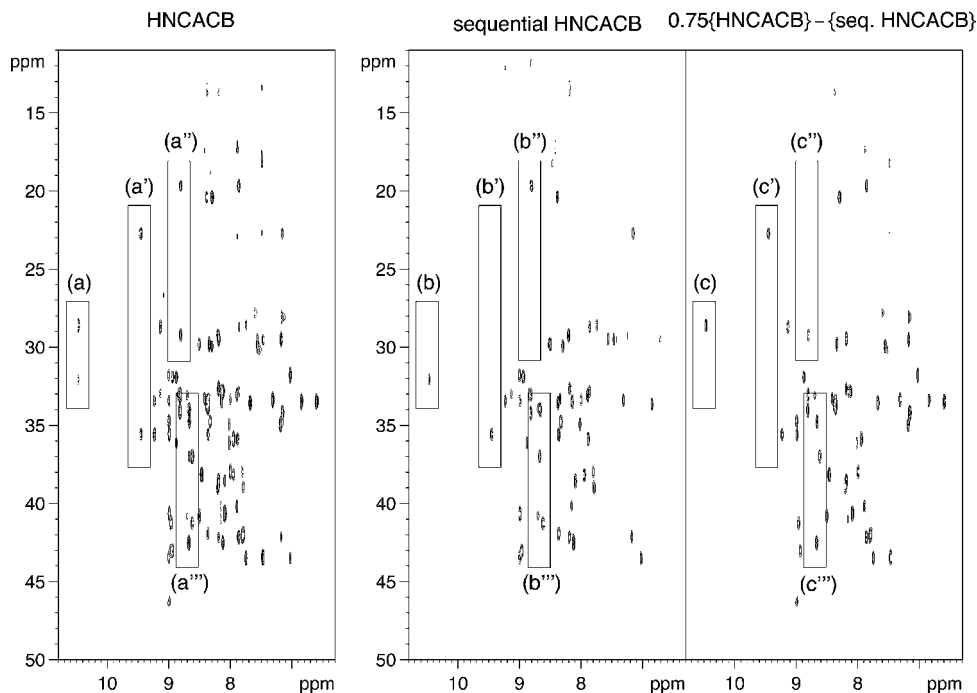 HNCACB
sequential HNCACB
0.75{HNCACB}–{seq. HNCACB}
ppm
ppm
15
20
25
30
35
40
45
50
15
20
25
30
35
40
45
50
(a)
(a')
(a'')
(a''')
(b)
(b')
(b'')
(b''')
(c)
(c')
(c'')
(c''')
10
9
8
ppm
10
9
8
ppm
10
9
8
ppm